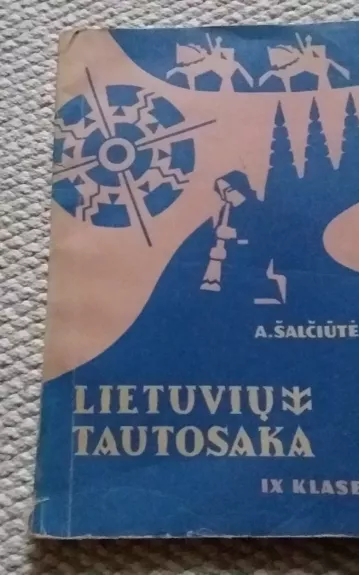 A. ŠALČIŪTĖ
LIETUVIŲ
TAUTOSAKA
IX KLASE